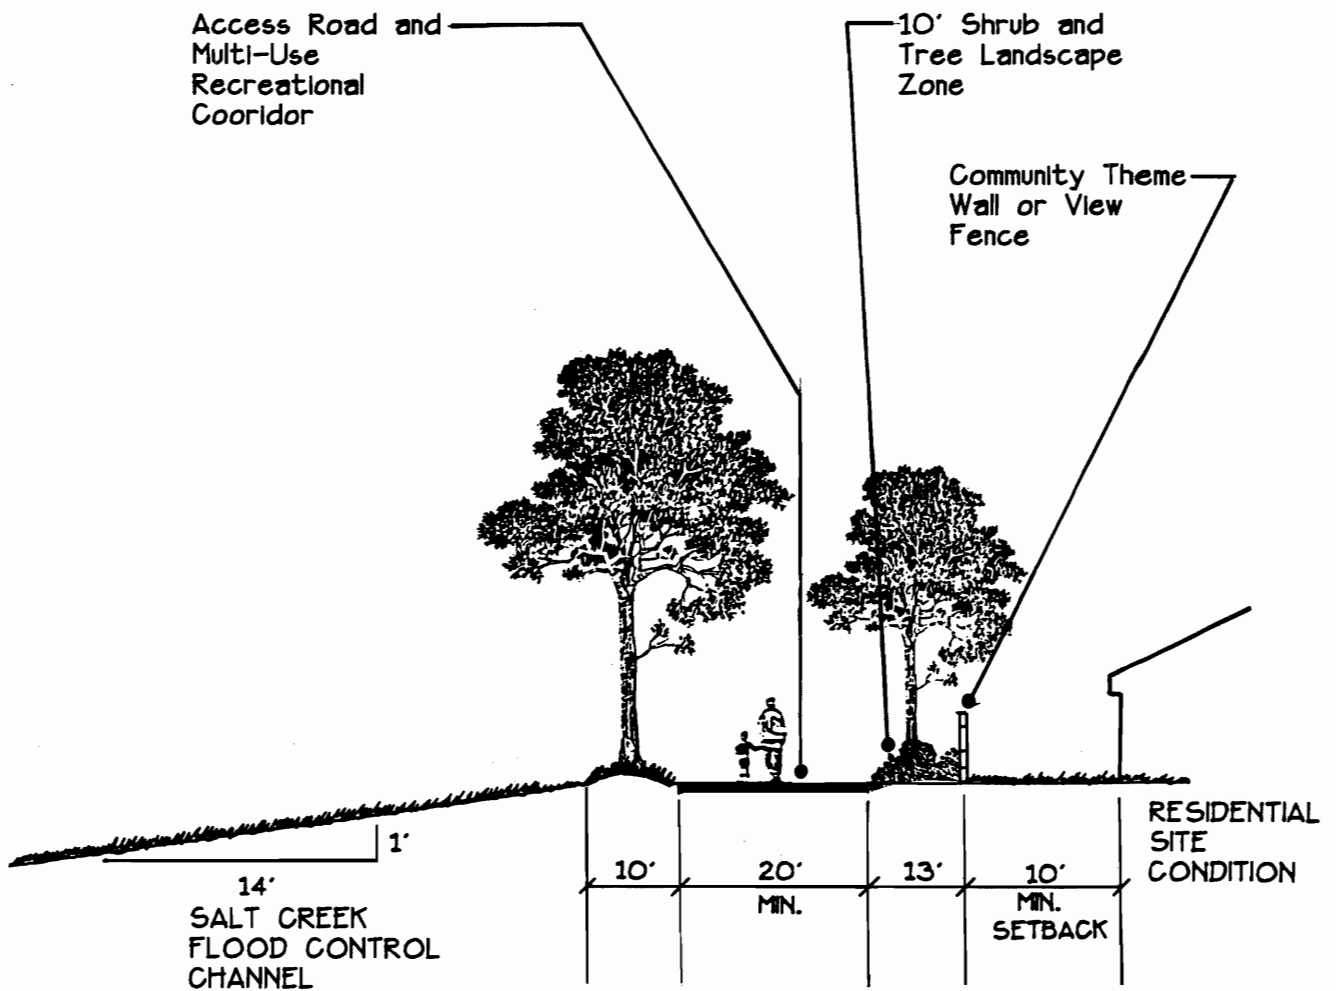 Access Road and
Multi-Use
Recreational
Cooridor
10' Shrub and
Tree Landscape
Zone
Community Theme
Wall or View
Fence
1'
14'
SALT CREEK
FLOOD CONTROL
CHANNEL
10'
20'
MIN.
13'
10'
MIN.
SETBACK
RESIDENTIAL
SITE
CONDITION